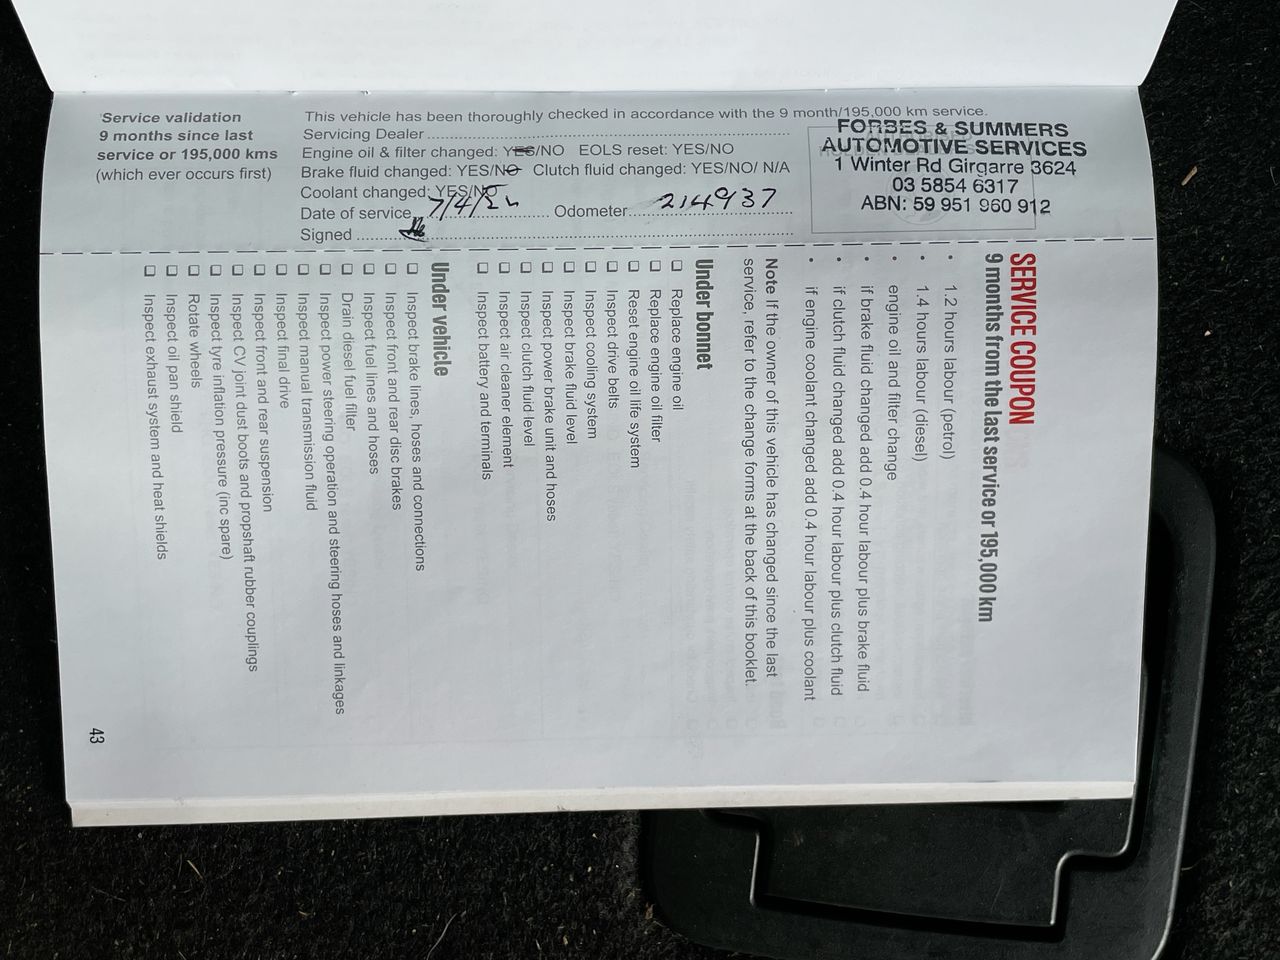 Service validation
9 months since last
service or 195,000 kms
(which ever occurs first)
This vehicle has been thoroughly checked in accordance with the 9 month/195,000 km service.
Servicing Dealer
Engine oil & filter changed: YES/NO EOLS reset: YES/NO
Brake fluid changed: YES/NO Clutch fluid changed: YES/NO/ N/A
Coolant changed: YES/NO
Date of service 7/4/2 Odometer 214937
Signed
FORBES & SUMMERS
AUTOMOTIVE SERVICES
1 Winter Rd Girgarre 3624
03 5854 6317
ABN: 59 951 960 912
SERVICE COUPON
9 months from the last service or 195,000 km
• 1.2 hours labour (petrol)
• 1.4 hours labour (diesel)
• engine oil and filter change
• if brake fluid changed add 0.4 hour labour plus brake fluid
• if clutch fluid changed add 0.4 hour labour plus clutch fluid
• if engine coolant changed add 0.4 hour labour plus coolant
Note If the owner of this vehicle has changed since the last
service, refer to the change forms at the back of this booklet.
Under bonnet
❑ Replace engine oil
❑ Replace engine oil filter
❑ Reset engine oil life system
❑ Inspect drive belts
❑ Inspect cooling system
❑ Inspect brake fluid level
❑ Inspect power brake unit and hoses
❑ Inspect clutch fluid level
❑ Inspect air cleaner element
❑ Inspect battery and terminals
Under vehicle
❑ Inspect brake lines, hoses and connections
❑ Inspect front and rear disc brakes
❑ Inspect fuel lines and hoses
❑ Drain diesel fuel filter
❑ Inspect power steering operation and steering hoses and linkages
❑ Inspect manual transmission fluid
❑ Inspect final drive
❑ Inspect front and rear suspension
❑ Inspect CV joint dust boots and propshaft rubber couplings
❑ Inspect tyre inflation pressure (inc spare)
❑ Rotate wheels
❑ Inspect oil pan shield
❑ Inspect exhaust system and heat shields
43